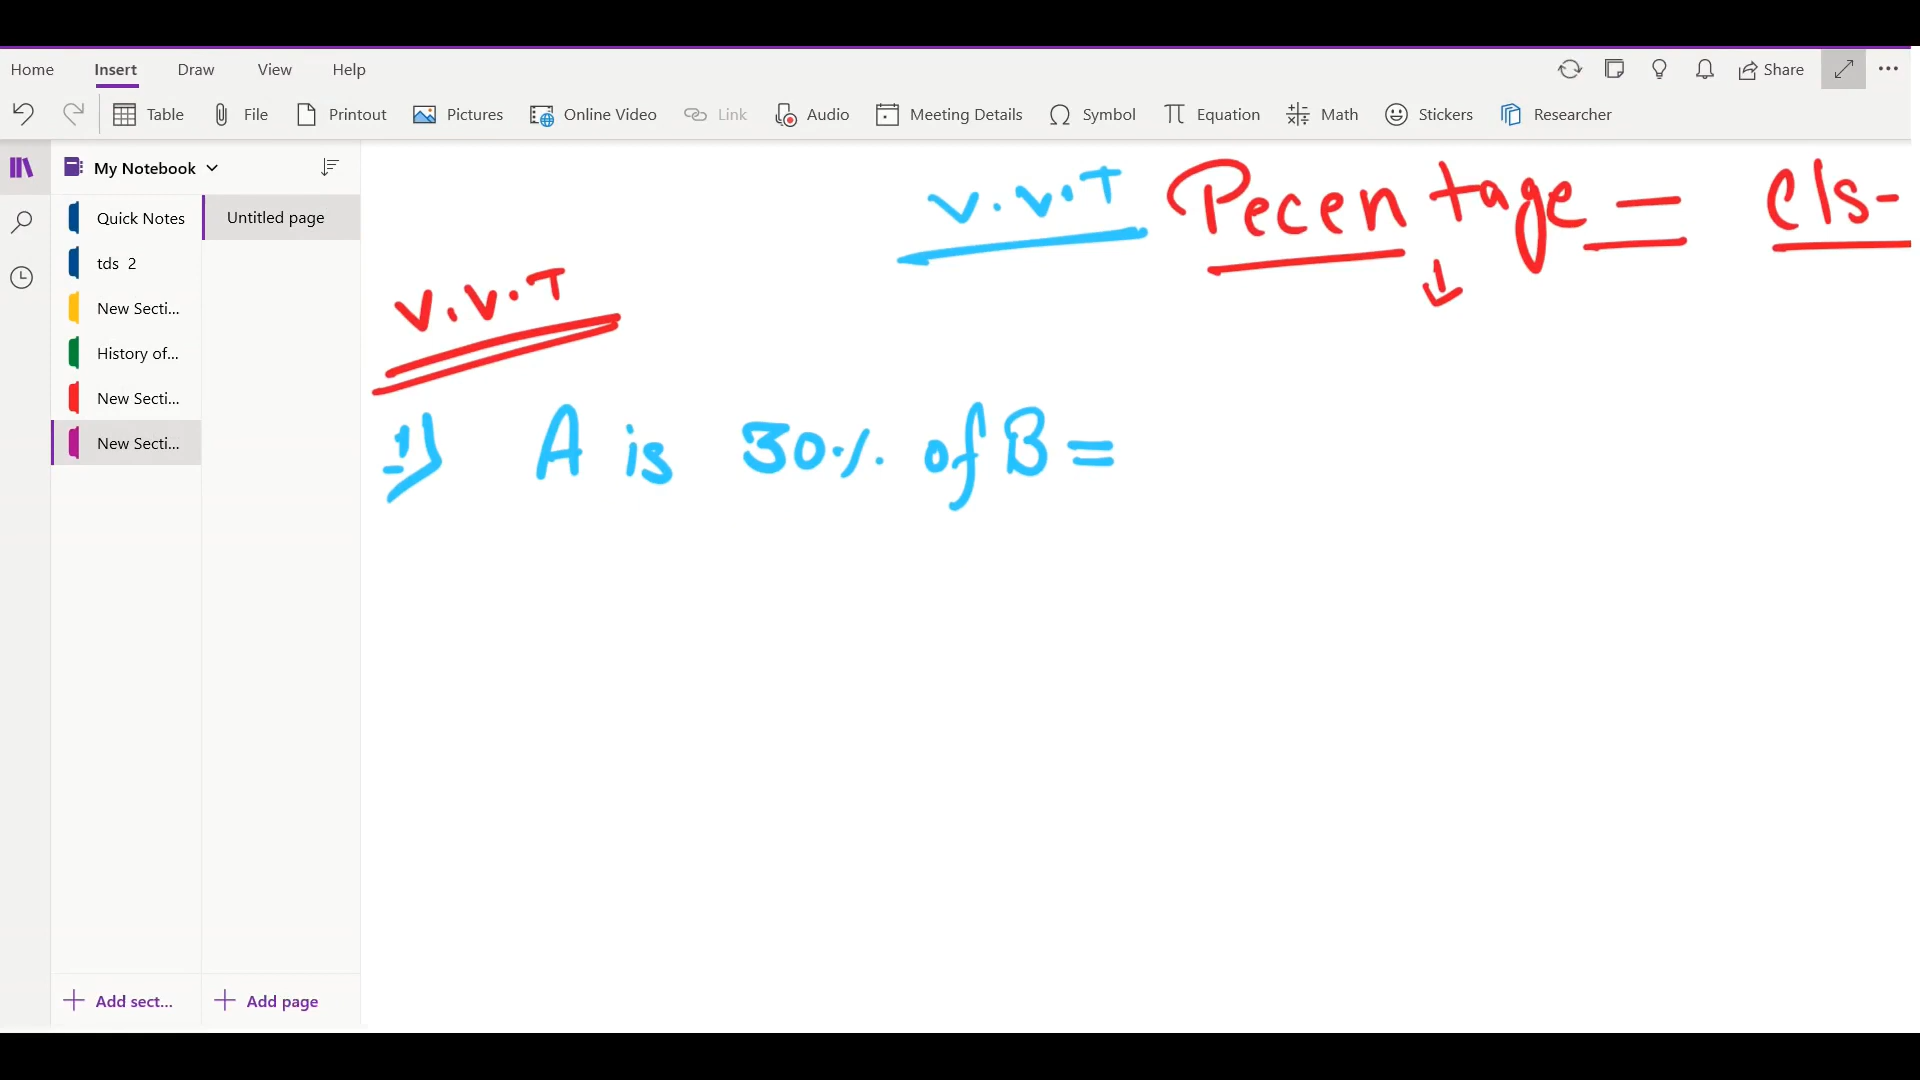 Home Insert Draw View Help Share
Table File Printout Pictures Online Video Link Audio Meeting Details Symbol Equation Math Stickers Researcher
My Notebook
Quick Notes
tds 2
New Secti...
History of...
New Secti...
New Secti...
Add sect...
Untitled page
Add page
V.V.T Pecentage = Cls-
V.V.T
1) A is 30% of B =